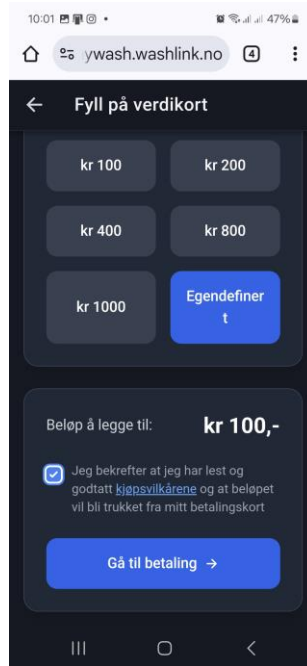 10:01
47%
ywash.washlink.no
4
Fyll på verdikort
kr 100
kr 200
kr 400
kr 800
kr 1000
Egendefiner
t
Beløp å legge til:
kr 100,-
Jeg bekrefter at jeg har lest og
godtatt kjøpsvilkårene og at beløpet
vil bli trukket fra mitt betalingskort
Gå til betaling →